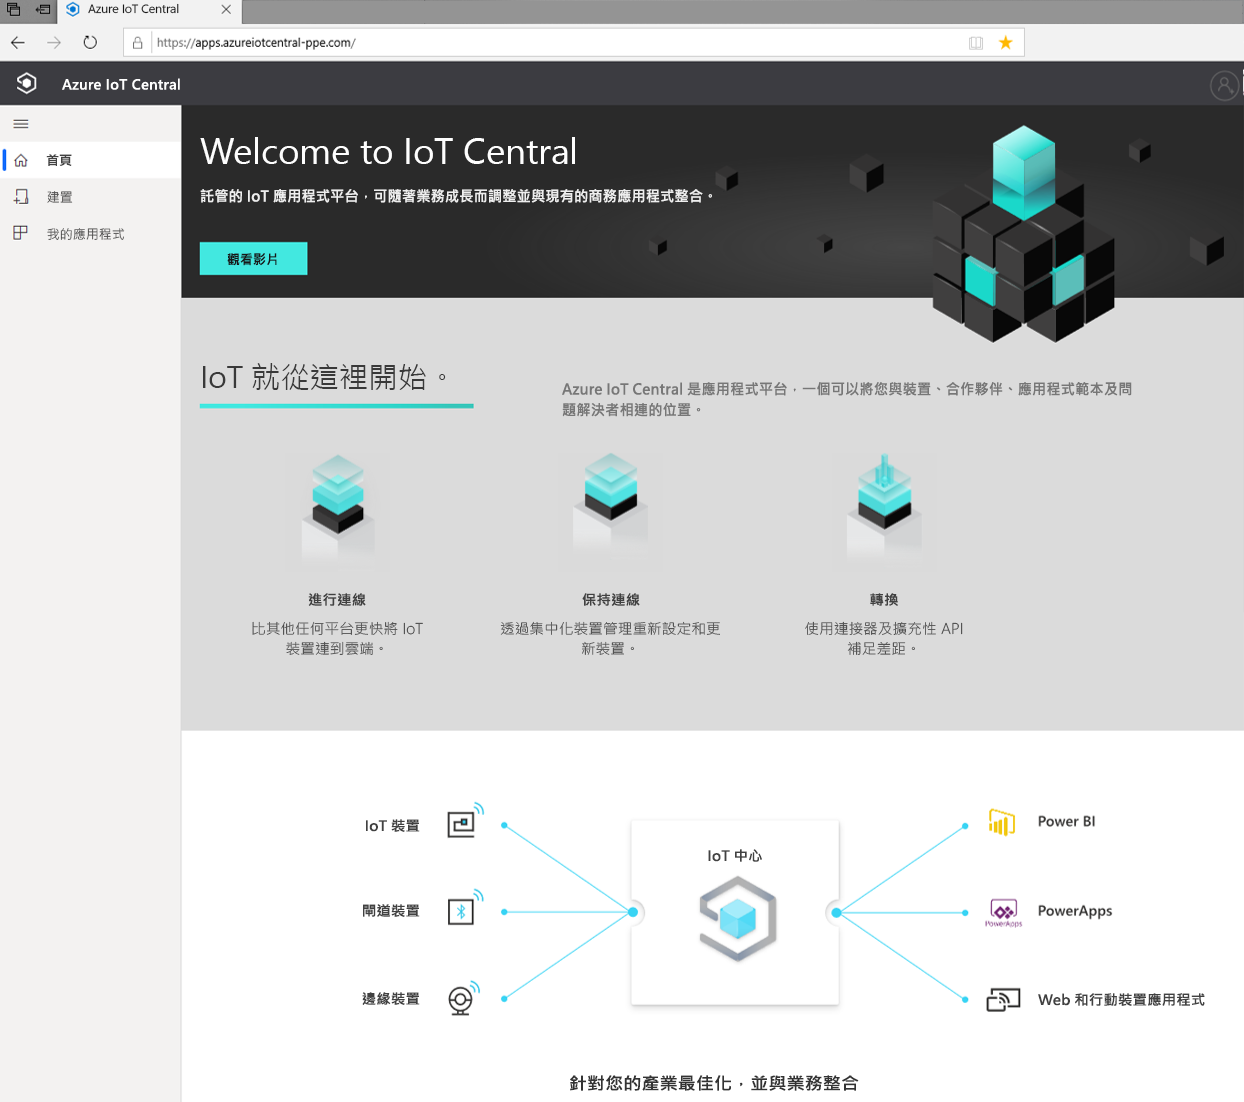 Azure IoT Central
https://apps.azureiotcentral-ppe.com/
Azure IoT Central
首頁
建置
我的應用程式
Welcome to IoT Central
託管的 IoT 應用程式平台，可隨著業務成長而調整並與現有的商務應用程式整合。
觀看影片
IoT 就從這裡開始。
Azure IoT Central 是應用程式平台，一個可以將您與裝置、合作夥伴、應用程式範本及問
題解決者相連的位置。
進行連線
比其他任何平台更快將 IoT
裝置連到雲端。
保持連線
透過集中化裝置管理重新設定和更
新裝置。
轉換
使用連接器及擴充性 API
補足差距。
IoT 裝置
閘道裝置
邊緣裝置
IoT 中心
Power BI
PowerApps
PowerApps
Web 和行動裝置應用程式
針對您的產業最佳化，並與業務整合